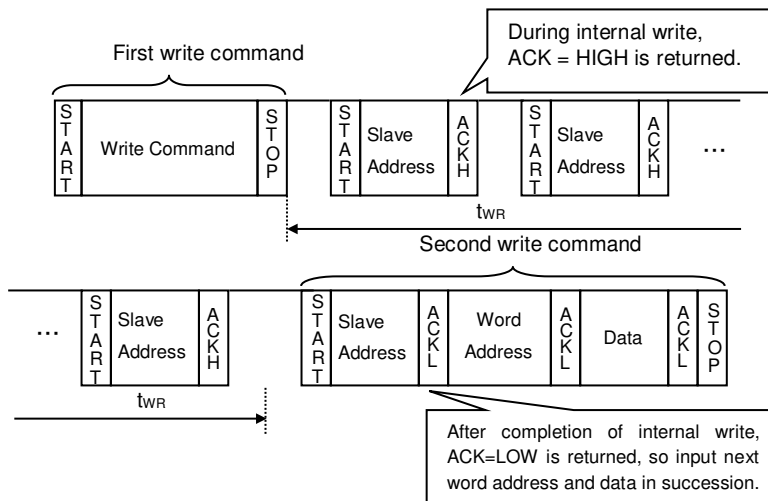 During internal write,
ACK = HIGH is returned.
First write command
START
Write Command
STOP
START
Slave
Address
ACKH
START
Slave
Address
ACKH
...
tWR
Second write command
...
START
Slave
Address
ACKH
START
Slave
Address
ACKL
Word
Address
ACKL
Data
ACKL
STOP
tWR
After completion of internal write,
ACK=LOW is returned, so input next
word address and data in succession.